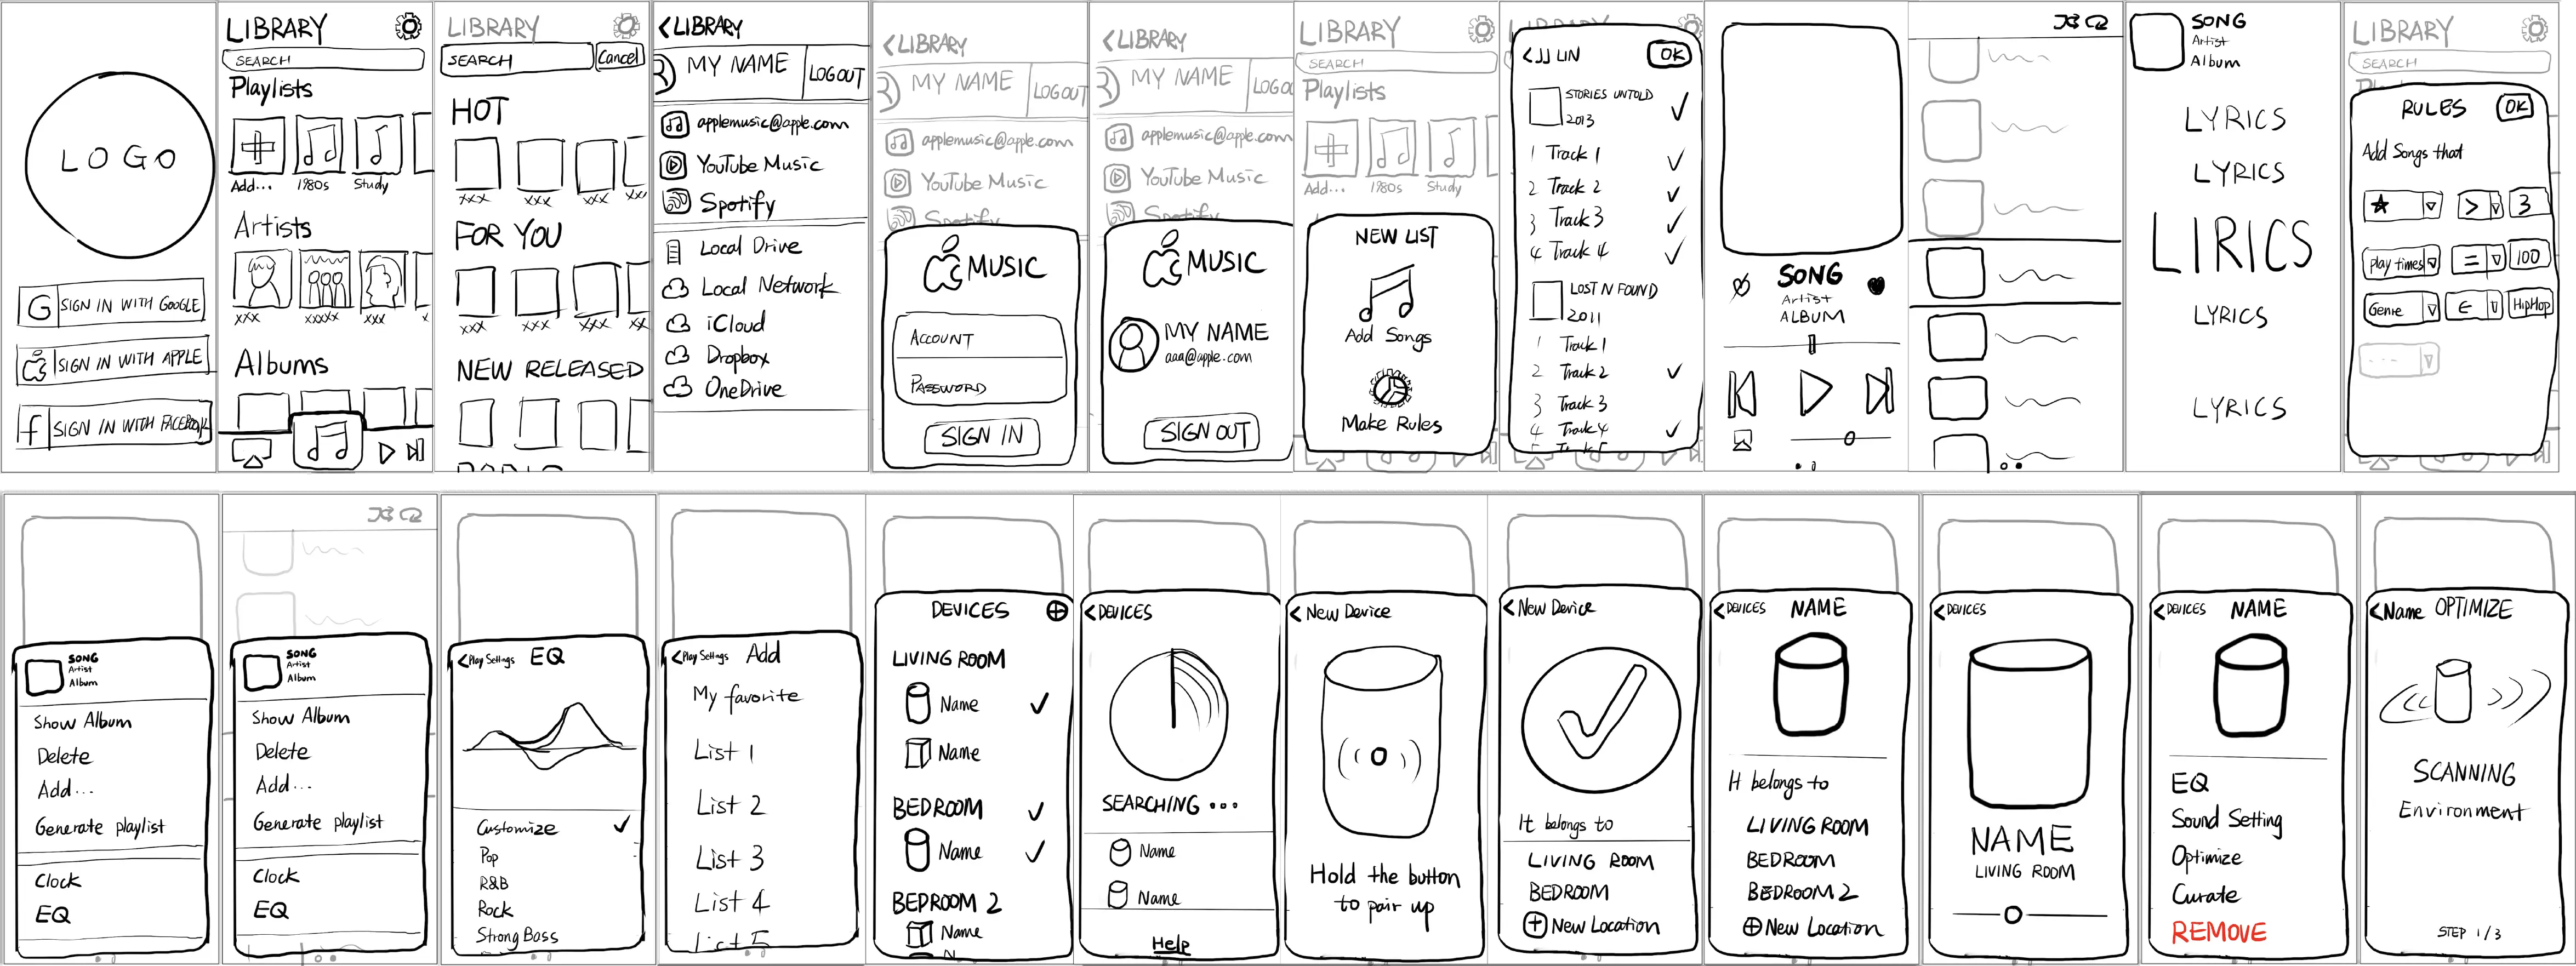 LOGO
G SIGN IN WITH GOOGLE
SIGN IN WITH APPLE
f SIGN IN WITH FACEBOOK
LIBRARY
SEARCH
Playlists
Add... 1980s Study
Artists
xxx xxxx xxx x
Albums
LIBRARY
SEARCH Cancel
HOT
xxx xxx xxx xx
FOR YOU
xxx xxx xxx xx
NEW RELEASED
<LIBRARY
MY NAME LOGOUT
applemusic@apple.com
YouTube Music
Spotify
Local Drive
Local Network
iCloud
Dropbox
OneDrive
<LIBRARY
MY NAME LOGOUT
applemusic@apple.com
YouTube Music
Spotify
MUSIC
ACCOUNT
PASSWORD
SIGN IN
<LIBRARY
MY NAME LOGO
applemusic@apple.com
YouTube Music
Spotify
MUSIC
MY NAME
aaa@apple.com
SIGN OUT
LIBRARY
SEARCH
Playlists
Add... 1980s Study
NEW LIST
Add Songs
Make Rules
LIBRARY
<JJ LIN OK
STORIES UNTOLD
2013
1 Track 1
2 Track 2
3 Track 3
4 Track 4
LOST N FOUND
2011
1 Track 1
2 Track 2
3 Track 3
4 Track 4
SONG
Artist
ALBUM
SONG
Artist
Album
LYRICS
LYRICS
LIRICS
LYRICS
LYRICS
LIBRARY
SEARCH
RULES OK
Add Songs that
★ > 3
play times = 100
Genre ∈ HipHop
...
SONG
Artist
Album
Show Album
Delete
Add...
Generate playlist
Clock
EQ
SONG
Artist
Album
Show Album
Delete
Add...
Generate playlist
Clock
EQ
<Play Settings EQ
Customize
Pop
R&B
Rock
Strong Bass
<Play Settings Add
My favorite
List 1
List 2
List 3
List 4
List 5
DEVICES
LIVING ROOM
Name
Name
BEDROOM
Name
BEDROOM 2
Name
<DEVICES
SEARCHING...
Name
Name
Help
<New Device
Hold the button
to pair up
<New Device
It belongs to
LIVING ROOM
BEDROOM
New Location
<DEVICES NAME
It belongs to
LIVING ROOM
BEDROOM
BEDROOM 2
New Location
<DEVICES
NAME
LIVING ROOM
<DEVICES NAME
EQ
Sound Setting
Optimize
Curate
REMOVE
<Name OPTIMIZE
SCANNING
Environment
STEP 1/3